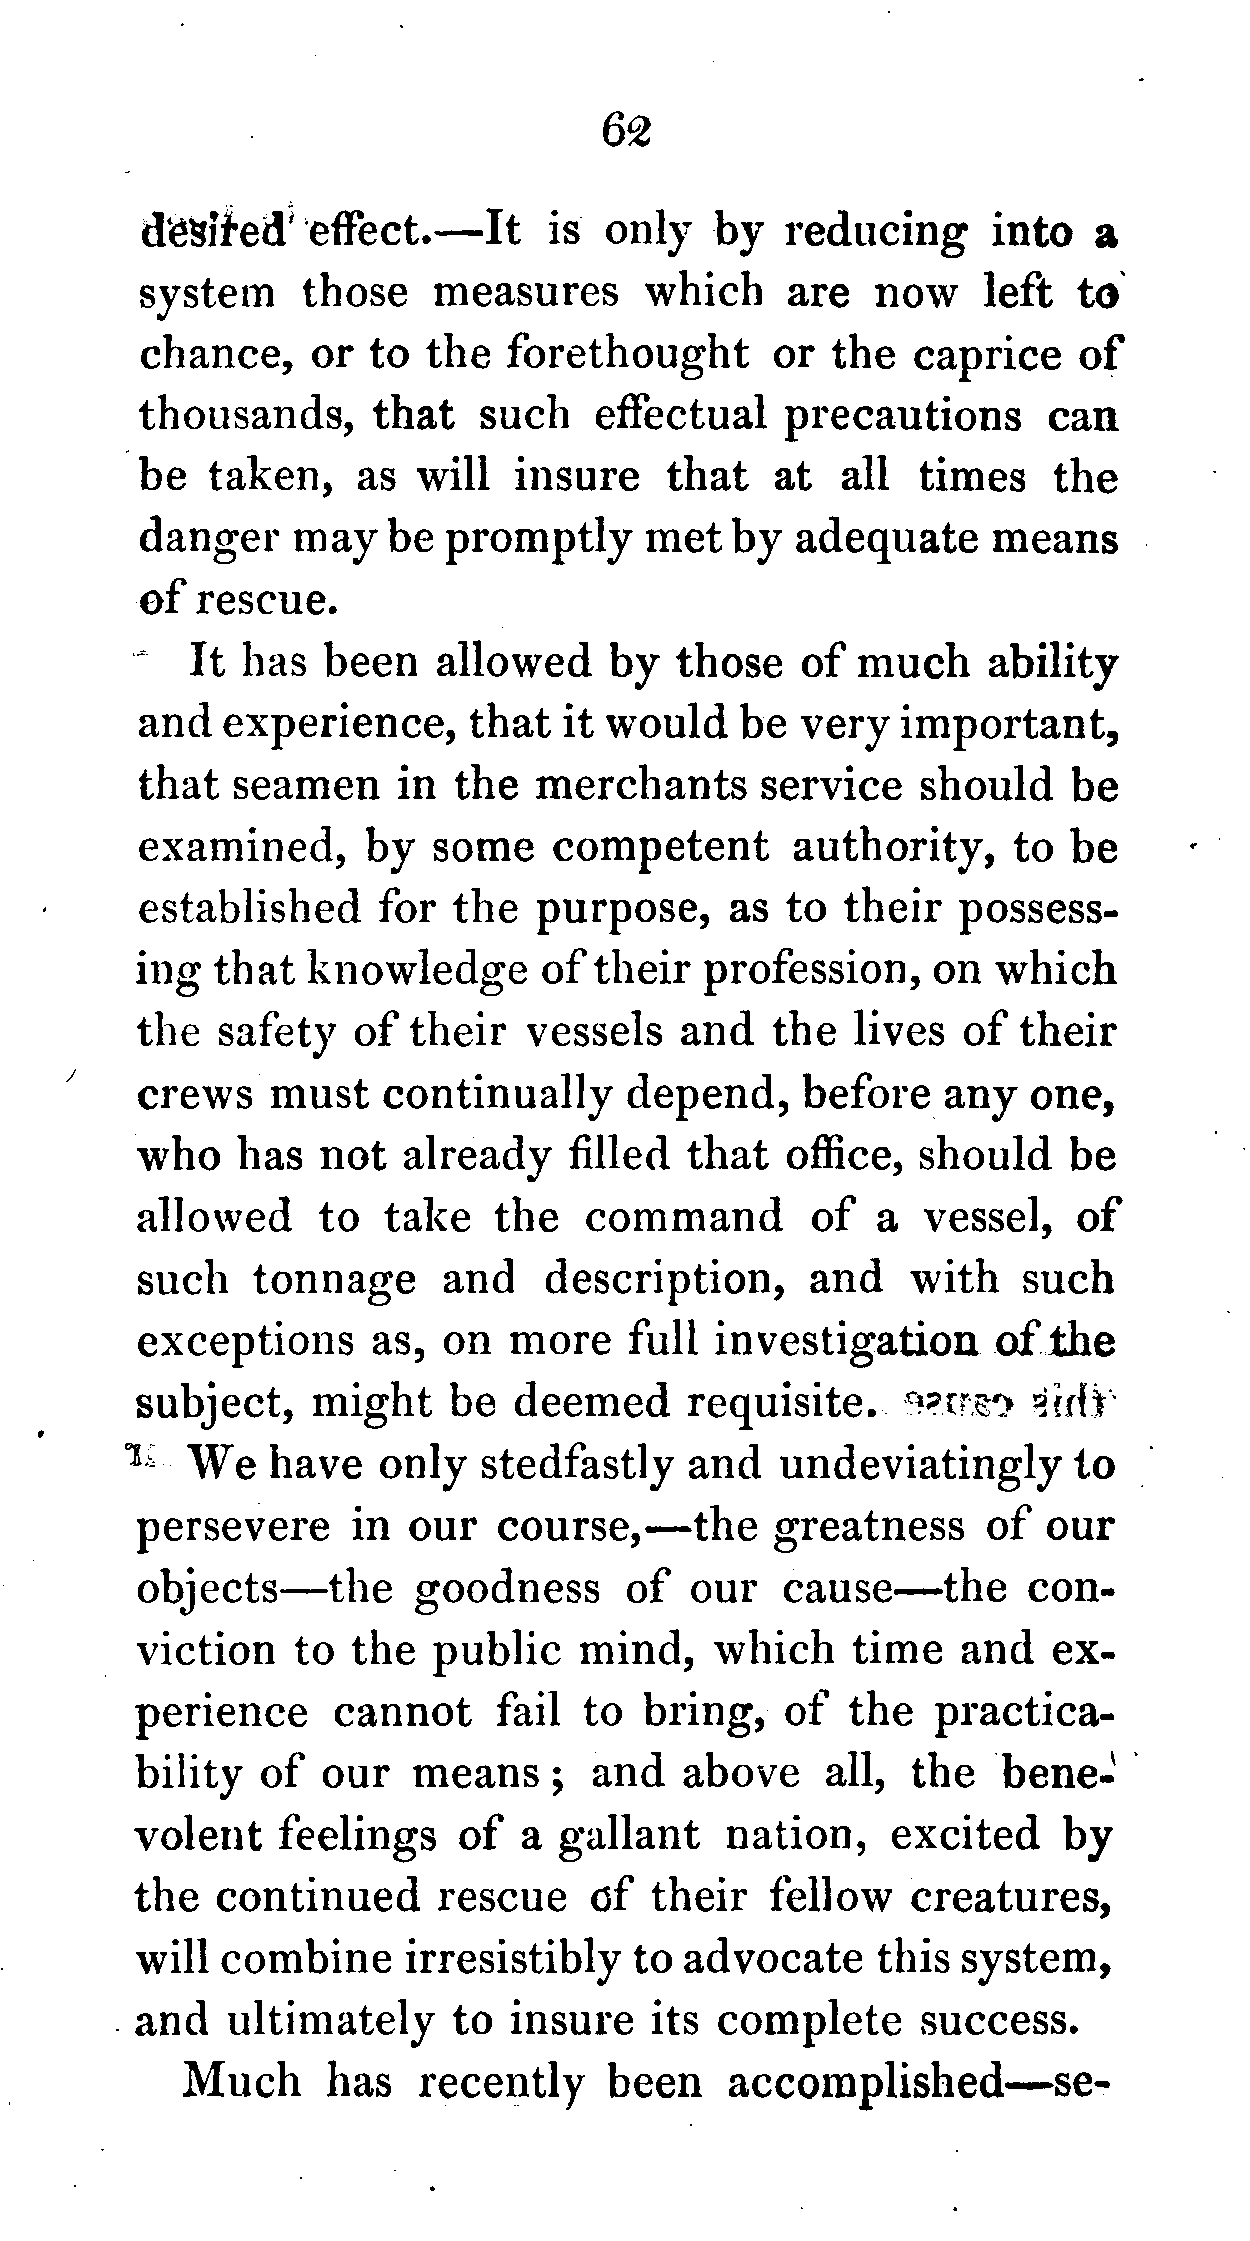 62
desired effect.—It is only by reducing into a
system those measures which are now left to
chance, or to the forethought or the caprice of
thousands, that such effectual precautions can
be taken, as will insure that at all times the
danger may be promptly met by adequate means
of rescue.
It has been allowed by those of much ability
and experience, that it would be very important,
that seamen in the merchants service should be
examined, by some competent authority, to be
established for the purpose, as to their possess-
ing that knowledge of their profession, on which
the safety of their vessels and the lives of their
crews must continually depend, before any one,
who has not already filled that office, should be
allowed to take the command of a vessel, of
such tonnage and description, and with such
exceptions as, on more full investigation of the
subject, might be deemed requisite.
We have only stedfastly and undeviatingly to
persevere in our course,—the greatness of our
objects—the goodness of our cause—the con-
viction to the public mind, which time and ex-
perience cannot fail to bring, of the practica-
bility of our means; and above all, the bene-
volent feelings of a gallant nation, excited by
the continued rescue of their fellow creatures,
will combine irresistibly to advocate this system,
and ultimately to insure its complete success.
Much has recently been accomplished—se-